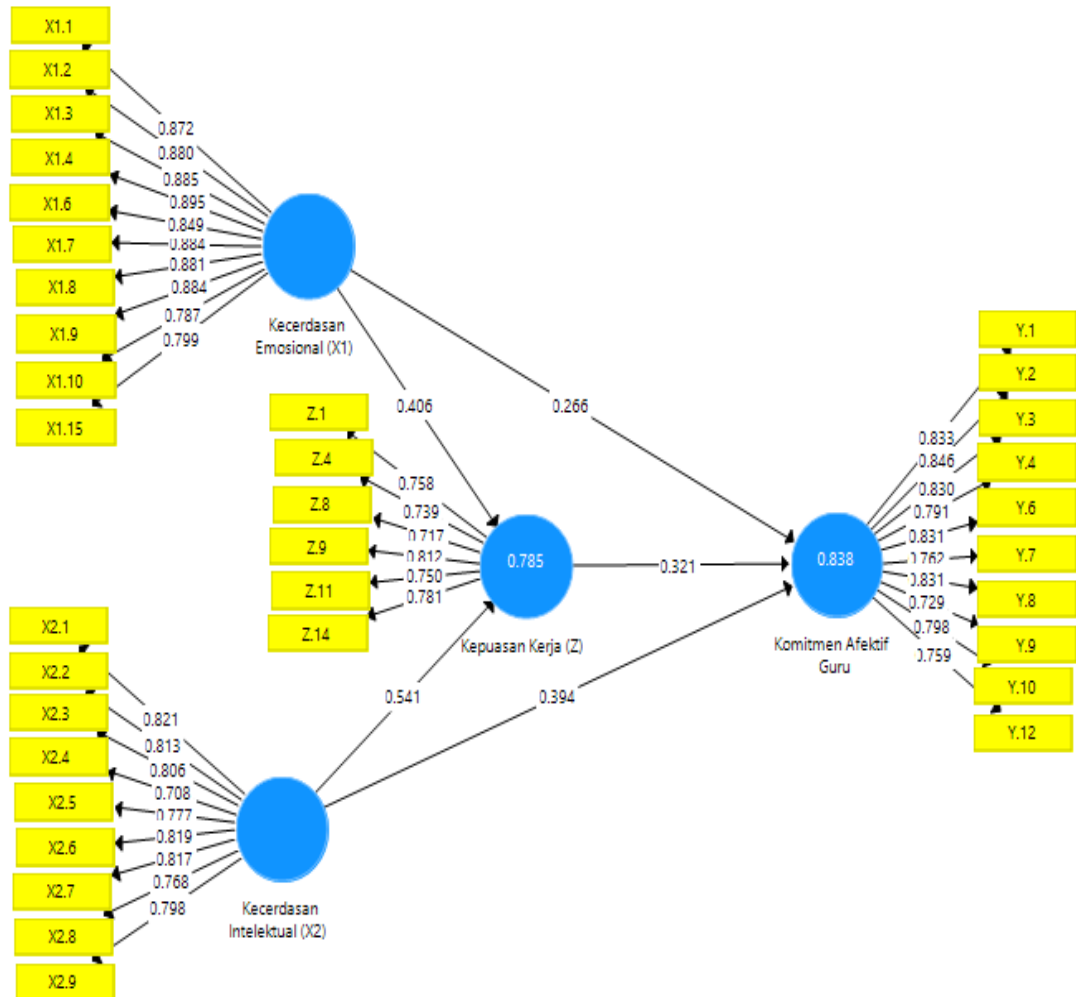 X1.1
X1.2
X1.3
X1.4
X1.6
X1.7
X1.8
X1.9
X1.10
X1.15
0.872
0.880
0.885
0.895
0.849
0.884
0.881
0.884
0.787
0.799
Kecerdasan
Emosional (X1)
0.406
0.266
Z.1
Z.4
Z.8
Z.9
Z.11
Z.14
0.758
0.739
0.717
0.812
0.750
0.781
0.785
Kepuasan Kerja (Z)
0.321
0.838
Komitmen Afektif
Guru
0.833
0.846
0.830
0.791
0.831
0.762
0.831
0.729
0.798
0.759
Y.1
Y.2
Y.3
Y.4
Y.6
Y.7
Y.8
Y.9
Y.10
Y.12
0.541
0.394
X2.1
X2.2
X2.3
X2.4
X2.5
X2.6
X2.7
X2.8
X2.9
0.821
0.813
0.806
0.708
0.777
0.819
0.817
0.768
0.798
Kecerdasan
Intelektual (X2)